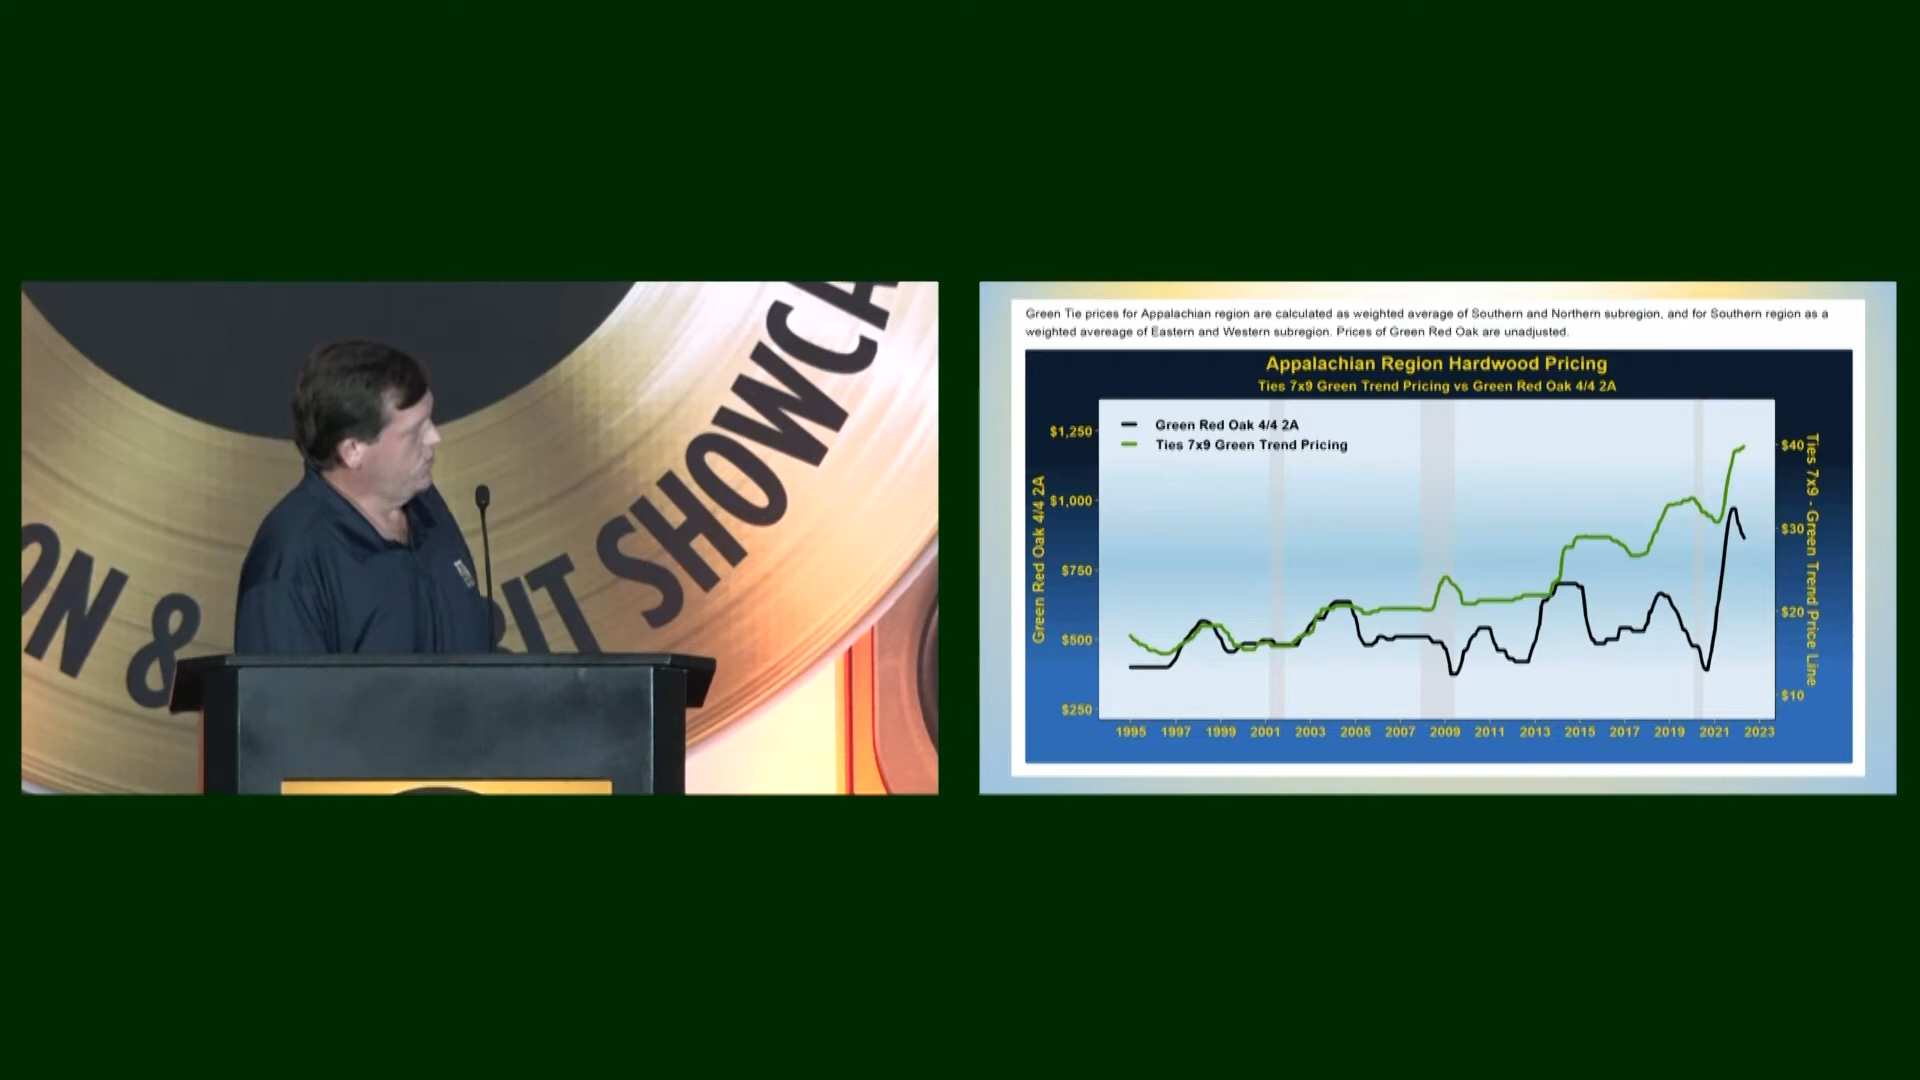 ON &
BIT SHOWCA
Green Tie prices for Appalachian region are calculated as weighted average of Southern and Northern subregion, and for Southern region as a
weighted avereage of Eastern and Western subregion. Prices of Green Red Oak are unadjusted.
Appalachian Region Hardwood Pricing
Ties 7x9 Green Trend Pricing vs Green Red Oak 4/4 2A
Green Red Oak 4/4 2A
Ties 7x9 Green Trend Pricing
Green Red Oak 4/4 2A
$1,250
$1,000
$750
$500
$250
$40
$30
$20
$10
Ties 7x9 - Green Trend Price Line
1995 1997 1999 2001 2003 2005 2007 2009 2011 2013 2015 2017 2019 2021 2023